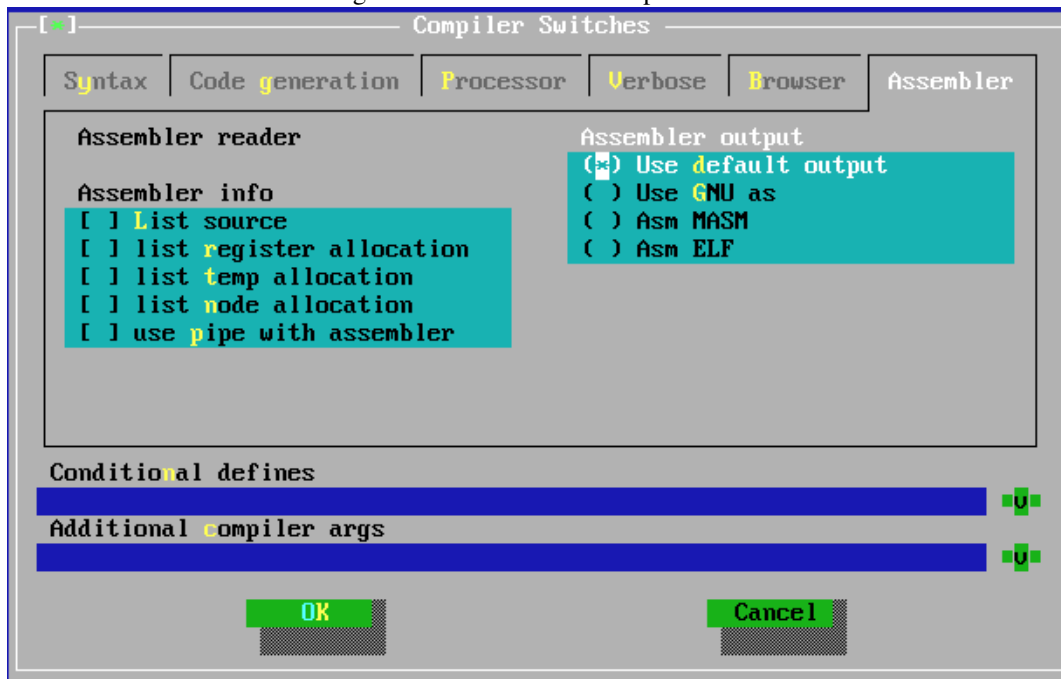 [*] Compiler Switches
Syntax Code generation Processor Verbose Browser Assembler
Assembler reader
Assembler info
[ ] List source
[ ] list register allocation
[ ] list temp allocation
[ ] list node allocation
[ ] use pipe with assembler
Assembler output
(*) Use default output
( ) Use GNU as
( ) Asm MASM
( ) Asm ELF
Conditional defines
Additional compiler args
OK Cancel